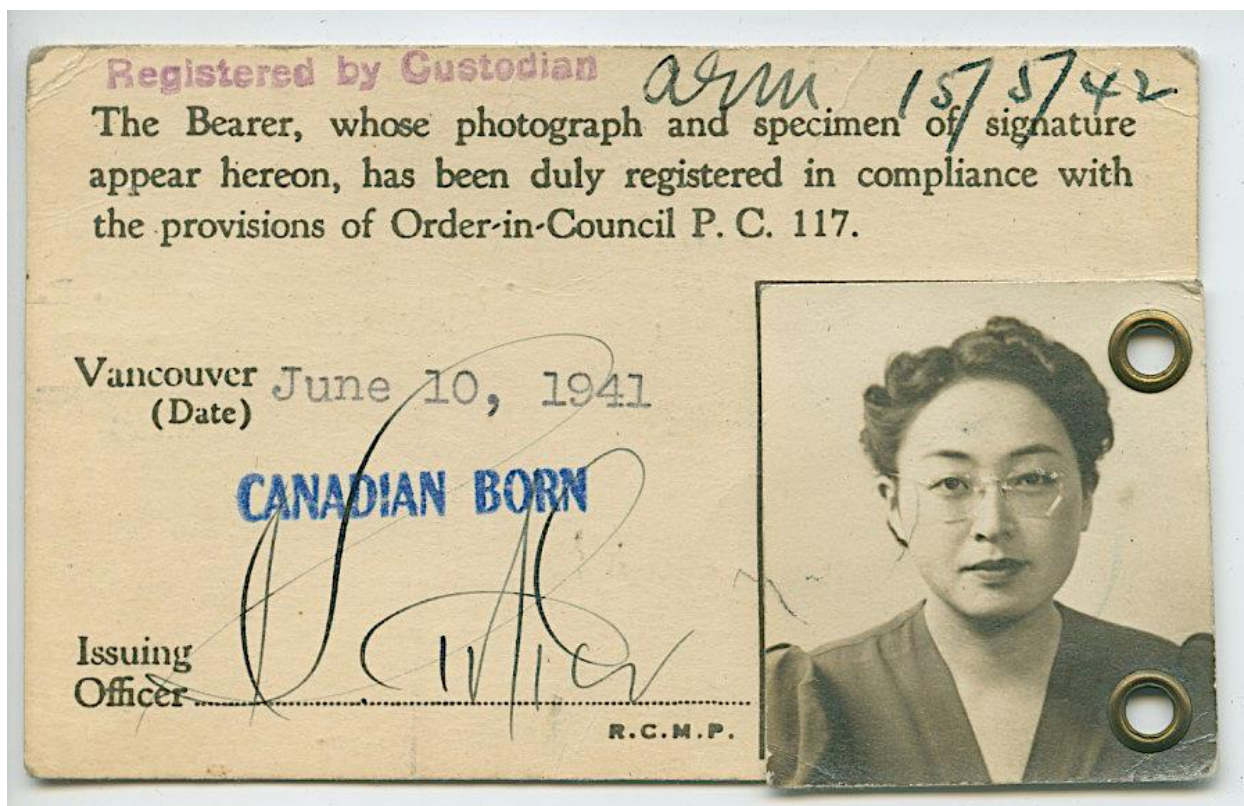 Registered by Custodian
15/5/42
The Bearer, whose photograph and specimen of signature
appear hereon, has been duly registered in compliance with
the provisions of Order-in-Council P. C. 117.
Vancouver June 10, 1941
(Date)
CANADIAN BORN
Issuing
Officer
R.C.M.P.